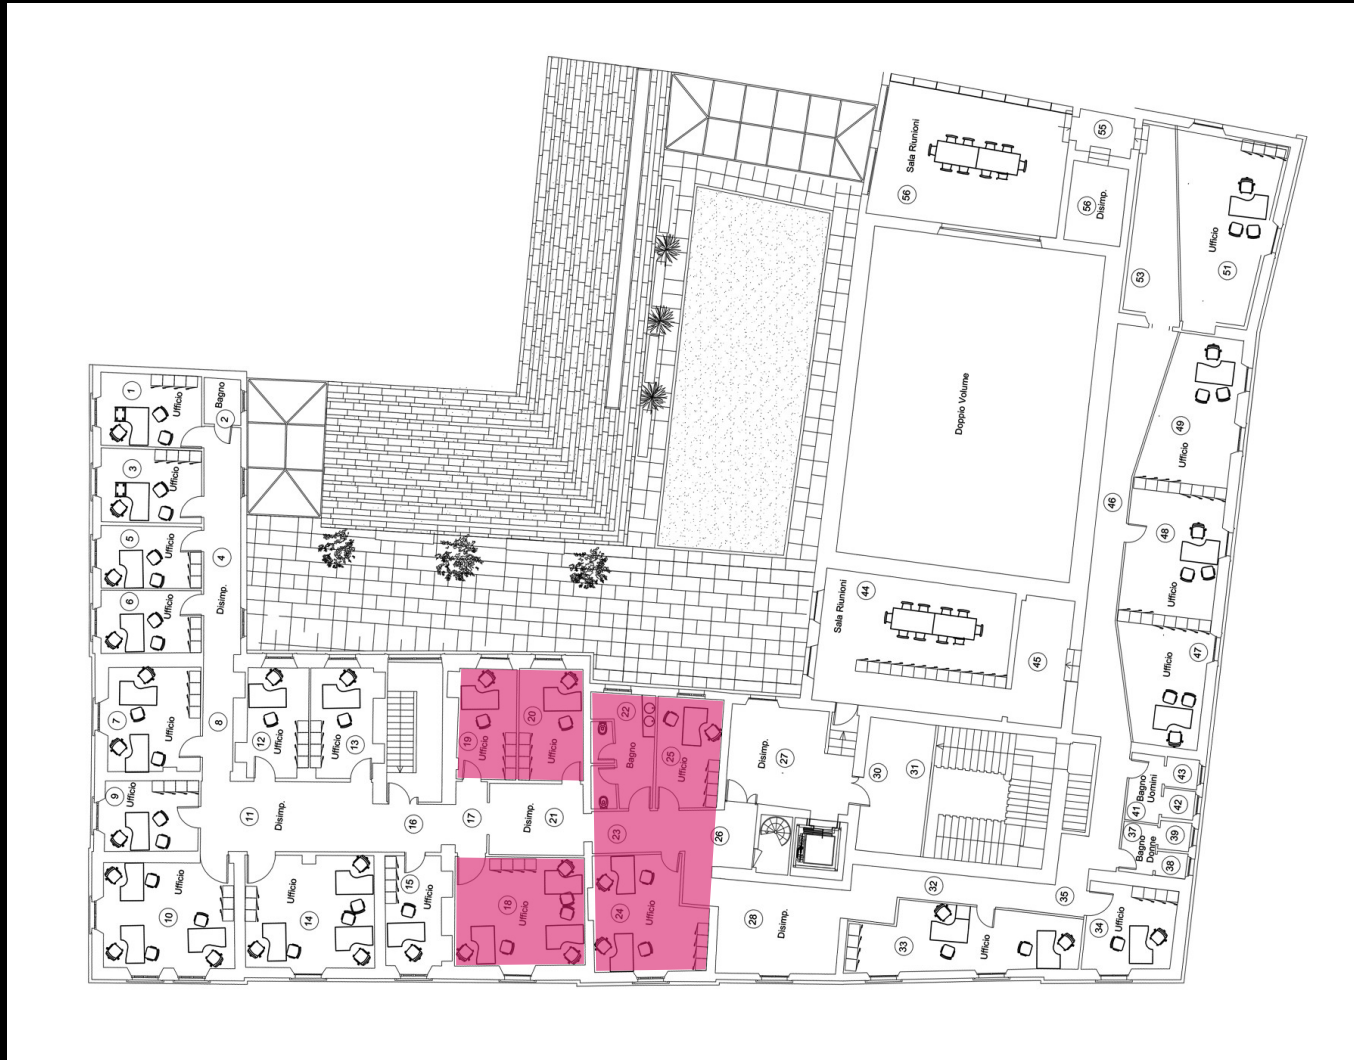 1
Ufficio
2
Bagno
3
Ufficio
5
Ufficio
4
Disimp.
6
Ufficio
7
Ufficio
8
9
Ufficio
10
Ufficio
11
Disimp.
12
Ufficio
13
Ufficio
14
Ufficio
15
Ufficio
16
17
18
Ufficio
19
Ufficio
20
Ufficio
21
Disimp.
22
Bagno
23
24
Ufficio
25
Ufficio
26
27
Disimp.
28
Disimp.
30
31
32
33
Ufficio
34
Ufficio
35
37
Bagno
Donne
38
39
41
Bagno
Uomini
42
43
44
Sala Riunioni
45
46
47
Ufficio
48
Ufficio
49
Ufficio
51
Ufficio
53
55
56
Disimp.
56
Sala Riunioni
Doppio Volume